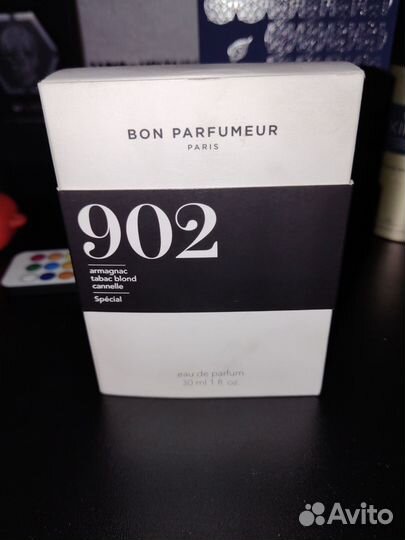 BON PARFUMEUR
PARIS
902
armagnac
tabac blond
cannelle
Spécial
eau de parfum
30 ml 1 fl. oz.
Avito